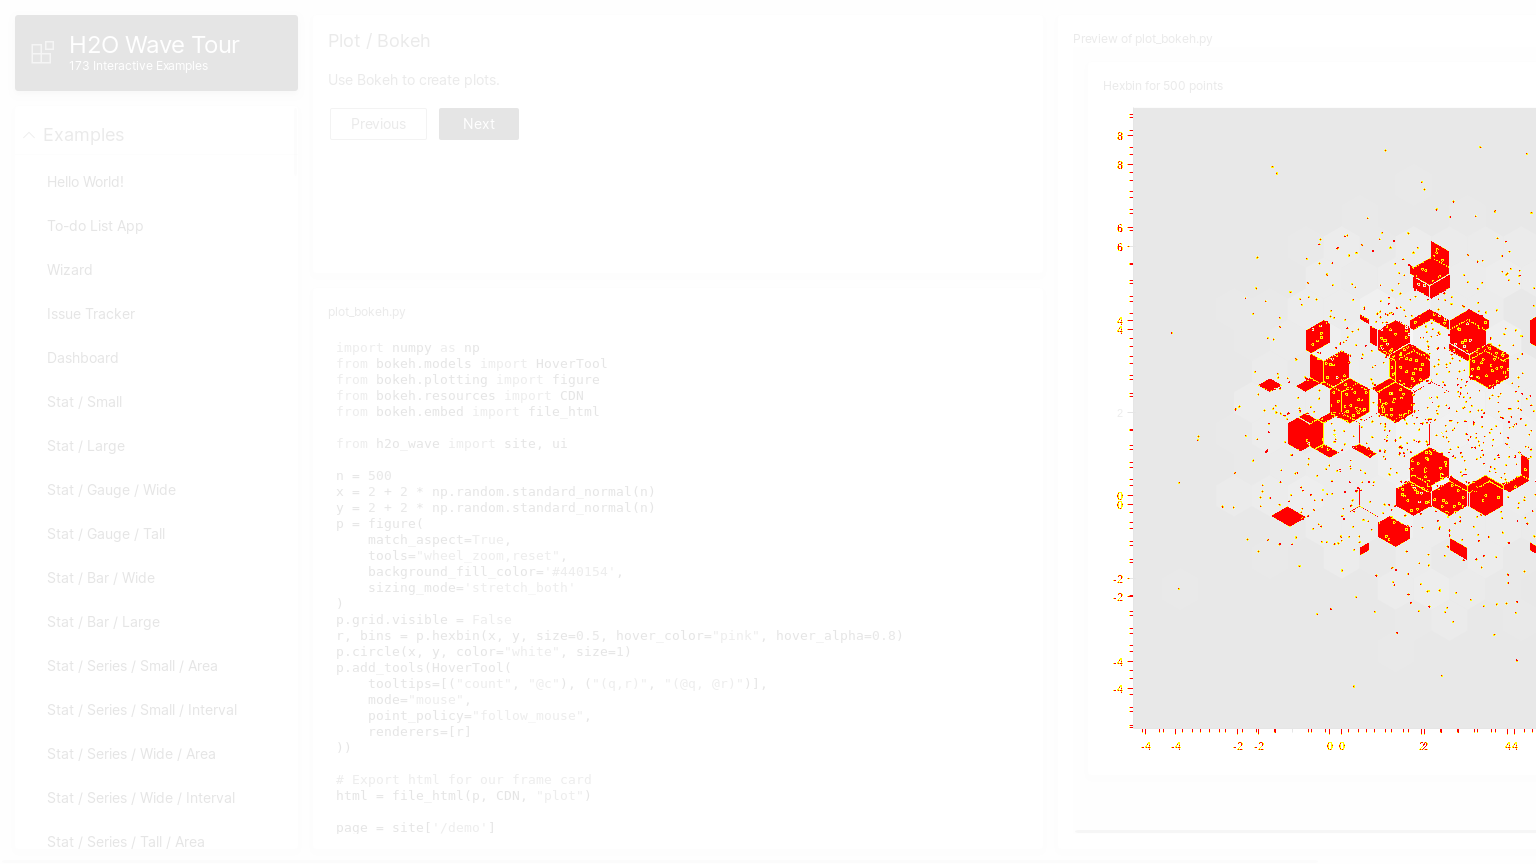 H2O Wave Tour
173 Interactive Examples
Examples
Hello World!
To-do List App
Wizard
Issue Tracker
Dashboard
Stat / Small
Stat / Large
Stat / Gauge / Wide
Stat / Gauge / Tall
Stat / Bar / Wide
Stat / Bar / Large
Stat / Series / Small / Area
Stat / Series / Small / Interval
Stat / Series / Wide / Area
Stat / Series / Wide / Interval
Stat / Series / Tall / Area
Plot / Bokeh
Use Bokeh to create plots.
Previous Next
plot_bokeh.py
import numpy as np
from bokeh.models import HoverTool
from bokeh.plotting import figure
from bokeh.resources import CDN
from bokeh.embed import file_html
from h2o_wave import site, ui
n = 500
x = 2 + 2 * np.random.standard_normal(n)
y = 2 + 2 * np.random.standard_normal(n)
p = figure(
match_aspect=True,
tools="wheel_zoom,reset",
background_fill_color='#440154',
sizing_mode='stretch_both'
)
p.grid.visible = False
r, bins = p.hexbin(x, y, size=0.5, hover_color="pink", hover_alpha=0.8)
p.circle(x, y, color="white", size=1)
p.add_tools(HoverTool(
tooltips=[("count", "@c"), ("(q,r)", "(@q, @r)")],
mode="mouse",
point_policy="follow_mouse",
renderers=[r]
))
# Export html for our frame card
html = file_html(p, CDN, "plot")
page = site['/demo']
Preview of plot_bokeh.py
Hexbin for 500 points
8
8
6
6
4
4
2
0
0
-2
-2
-4
-4
-4 -4 -2 -2 0 0 2 2 4 4